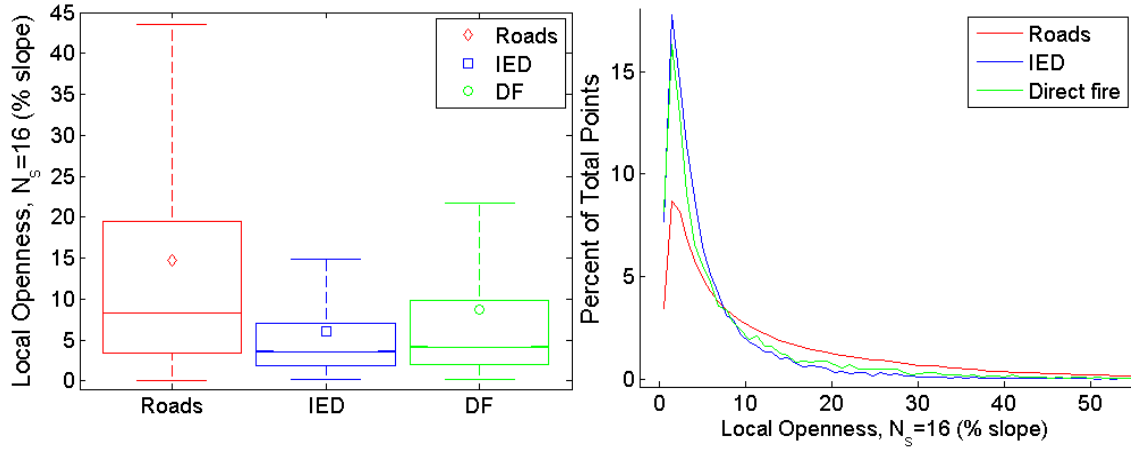 Local Openness, N_s=16 (% slope)
45
40
35
30
25
20
15
10
5
0
Roads
IED
DF
Roads
IED
DF
Percent of Total Points
15
10
5
0
Roads
IED
Direct fire
0
10
20
30
40
50
Local Openness, N_s=16 (% slope)